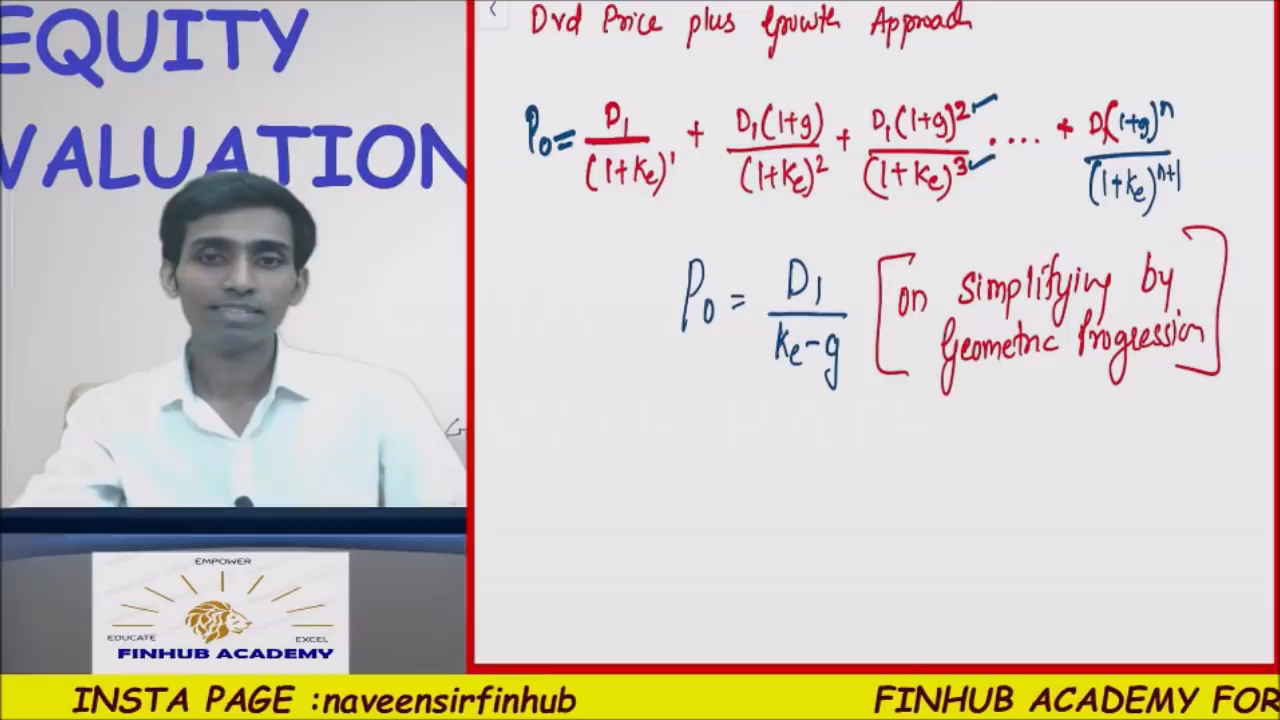 EQUITY
VALUATION
Dvd Price plus Growth Approach
P₀ = D₁/(1+Ke)¹ + D₁(1+g)/(1+Ke)² + D₁(1+g)²/(1+Ke)³ ..... + D₁(1+g)ⁿ/(1+Ke)ⁿ⁺¹
P₀ = D₁/(Ke-g) [on simplifying by
Geometric Progression]
EMPOWER
EDUCATE EXCEL
FINHUB ACADEMY
INSTA PAGE :naveensirfinhub FINHUB ACADEMY FOR